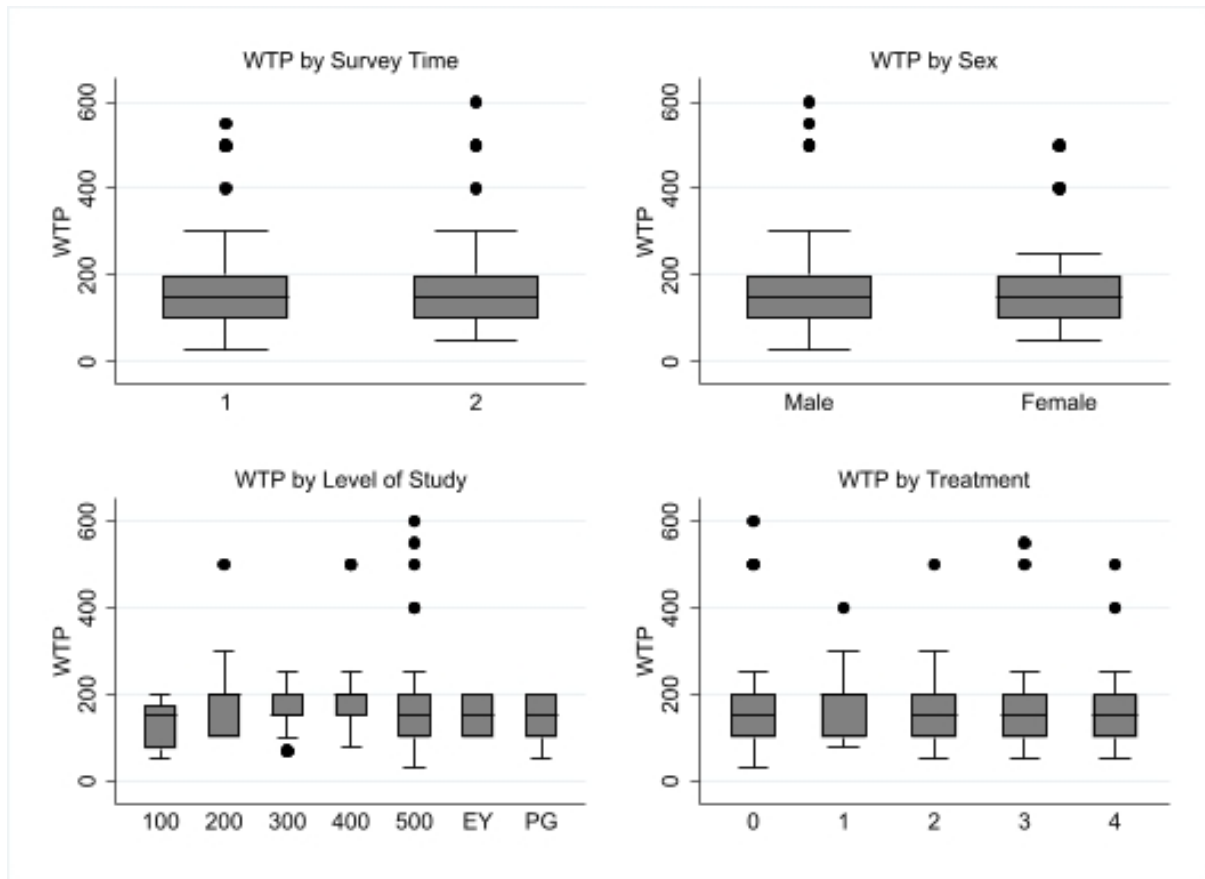 WTP by Survey Time
WTP
600
400
200
0
1 2
WTP by Sex
WTP
600
400
200
0
Male Female
WTP by Level of Study
WTP
600
400
200
0
100 200 300 400 500 EY PG
WTP by Treatment
WTP
600
400
200
0
0 1 2 3 4